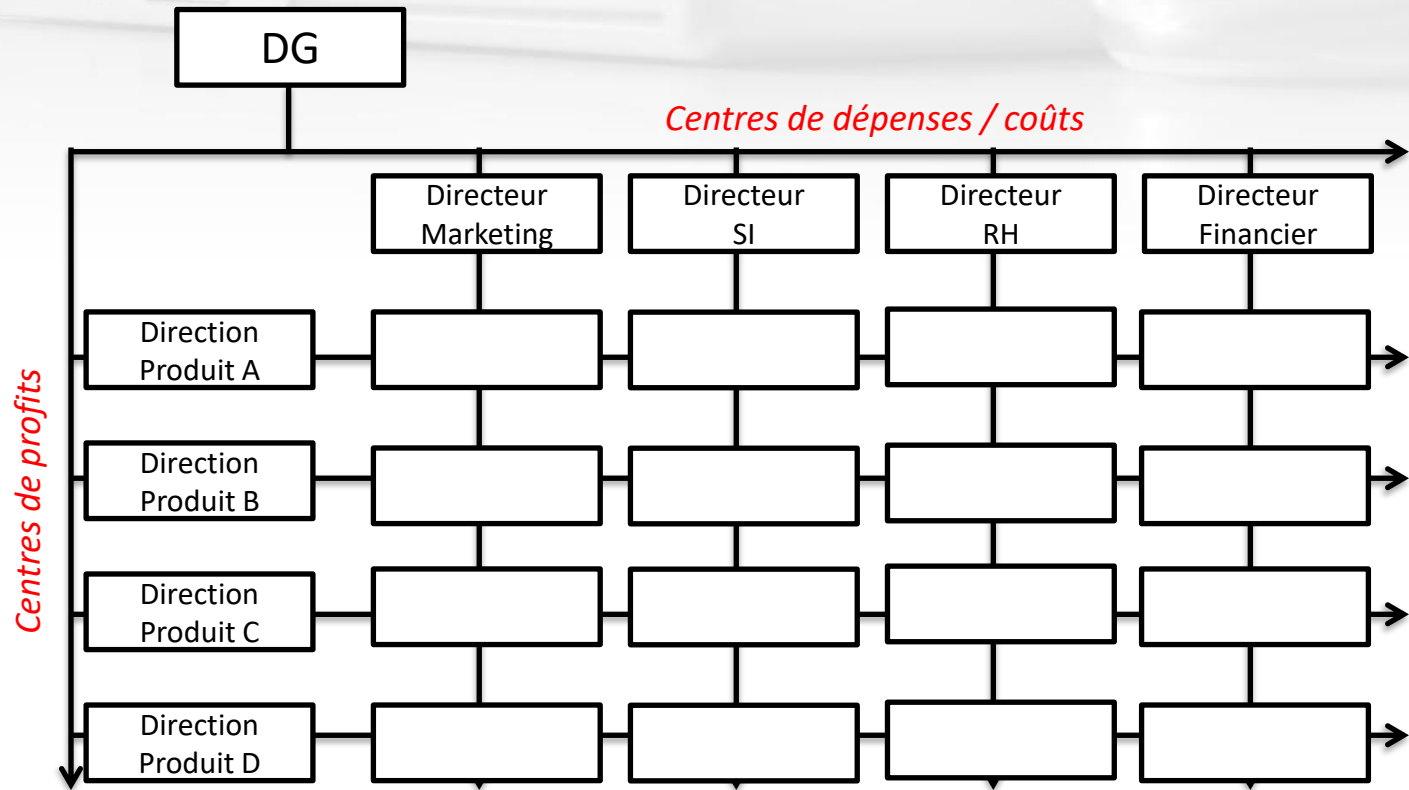 DG
Centres de dépenses / coûts
Directeur
Marketing
Directeur
SI
Directeur
RH
Directeur
Financier
Centres de profits
Direction
Produit A
Direction
Produit B
Direction
Produit C
Direction
Produit D